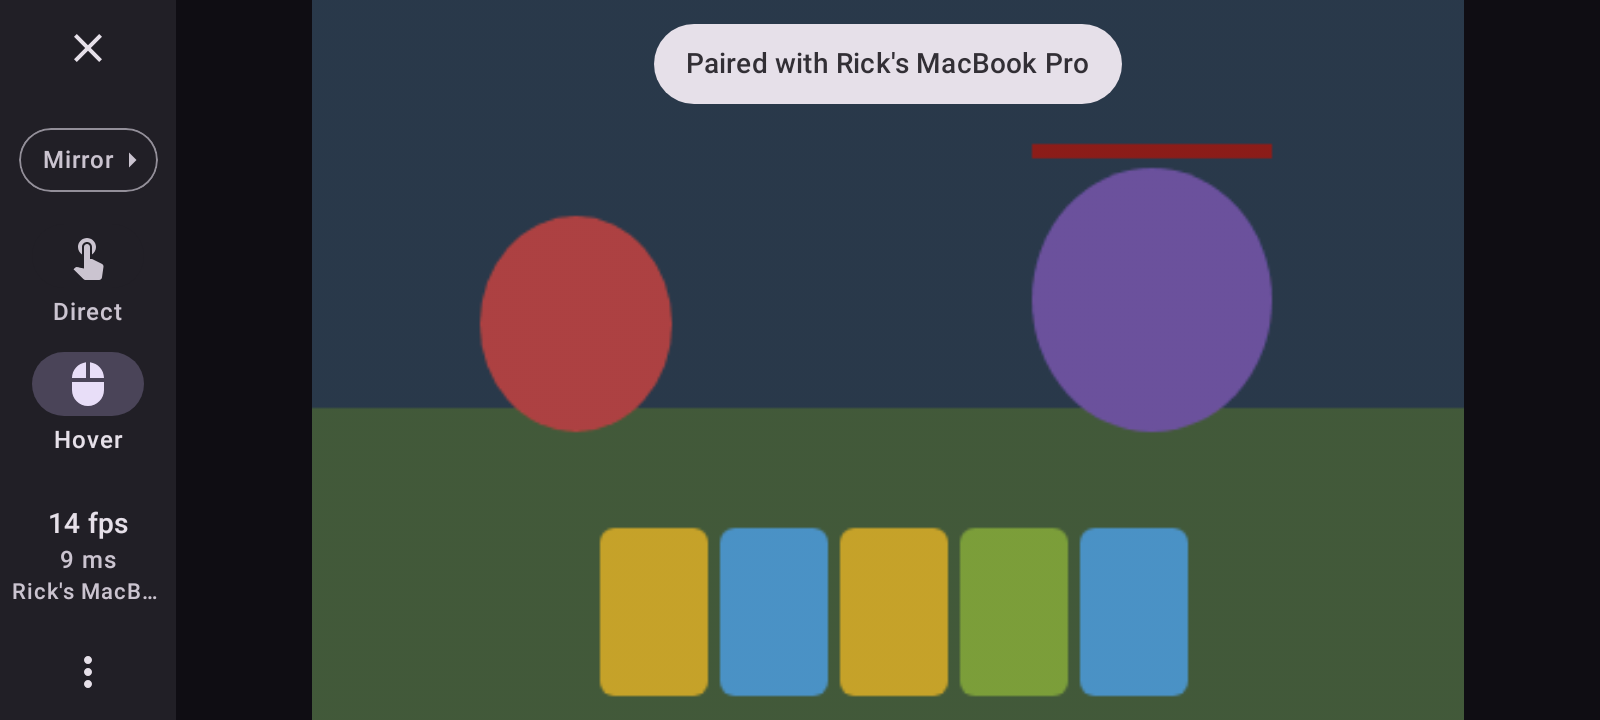 Paired with Rick's MacBook Pro
Mirror
Direct
Hover
14 fps
9 ms
Rick's MacB...